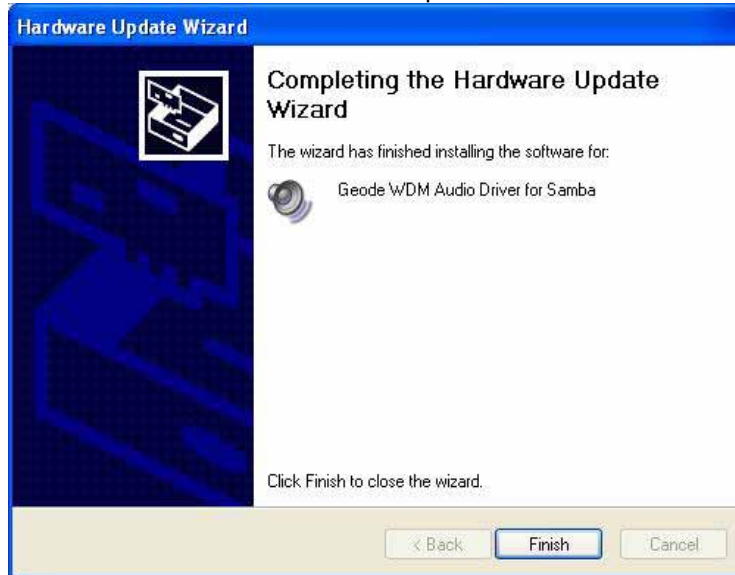 Hardware Update Wizard
Completing the Hardware Update
Wizard
The wizard has finished installing the software for:
Geode WDM Audio Driver for Samba
Click Finish to close the wizard.
< Back
Finish
Cancel